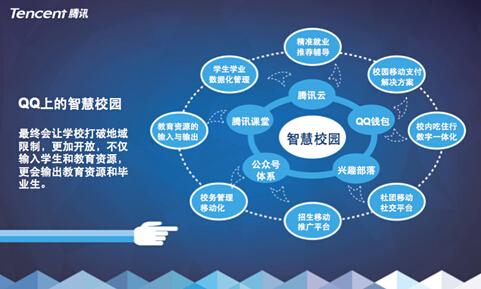 Tencent 腾讯
QQ上的智慧校园
最终会让学校打破地域
限制，更加开放，不仅
输入学生和教育资源，
更会输出教育资源和毕
业生。
精准就业
推荐辅导
学生学业
数据化管理
校园移动支付
解决方案
腾讯云
腾讯课堂
QQ钱包
教育资源的
输入与输出
智慧校园
校内吃住行
数字一体化
公众号
体系
兴趣部落
校务管理
移动化
社团移动
社交平台
招生移动
推广平台